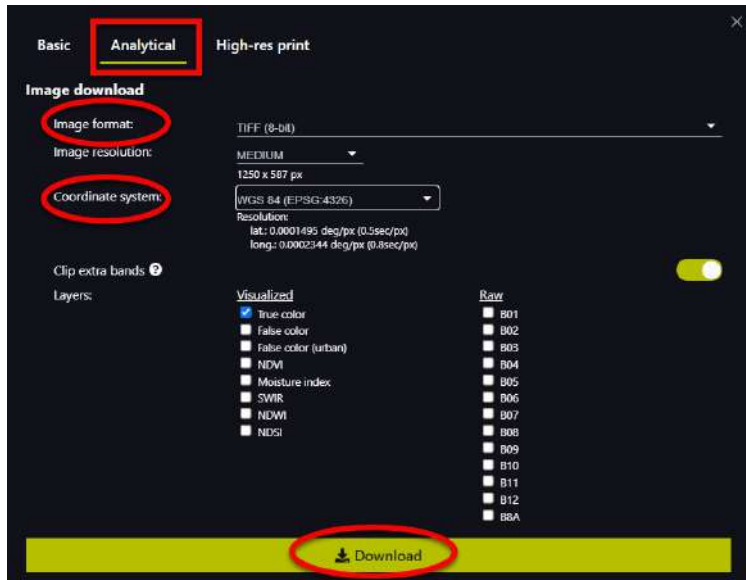 Basic Analytical High-res print
Image download
Image format: TIFF (8-bit)
Image resolution: MEDIUM
1250 x 587 px
Coordinate system: WGS 84 (EPSG:4326)
Resolution:
lat.: 0.0001495 deg/px (0.5sec/px)
long.: 0.0002344 deg/px (0.8sec/px)
Clip extra bands ?
Layers: Visualized Raw
True color B01
False color B02
False color (urban) B03
NDVI B04
Moisture index B05
SWIR B06
NDWI B07
NDSI B08
B09
B10
B11
B12
B8A
Download